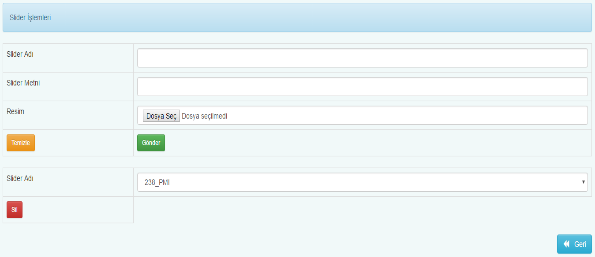 Slider İşlemleri
Slider Adı
Slider Metni
Resim
Dosya Seç Dosya seçilmedi
Temizle Gönder
Slider Adı 238_PMI
Sil
Geri